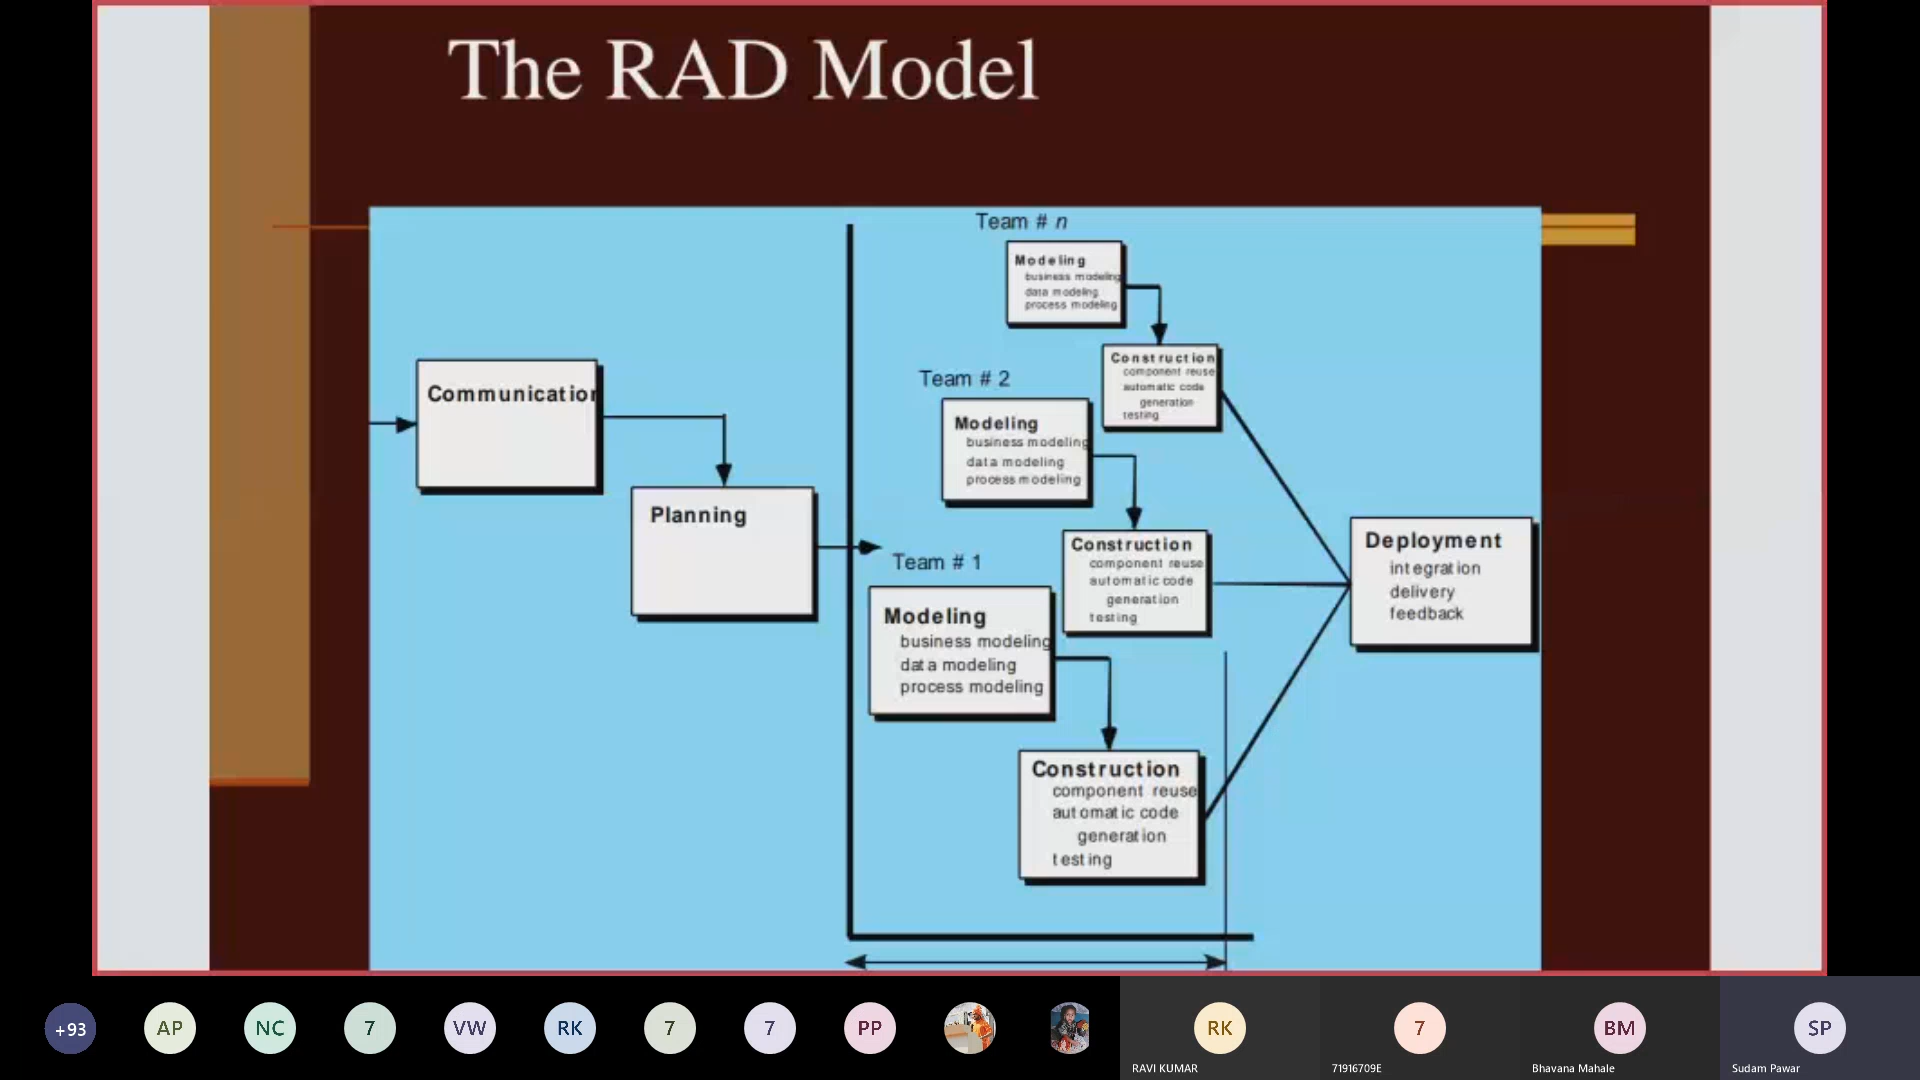 The RAD Model
Team # n
Modeling
business modeling
data modeling
process modeling
Construction
component reuse
automatic code
generation
testing
Team # 2
Modeling
business modeling
data modeling
process modeling
Construction
component reuse
automatic code
generation
testing
Communication
Planning
Team # 1
Modeling
business modeling
data modeling
process modeling
Construction
component reuse
automatic code
generation
testing
Deployment
integration
delivery
feedback
+93
AP
NC
7
VW
RK
7
7
PP
RK
RAVI KUMAR
7
71916709E
BM
Bhavana Mahale
SP
Sudam Pawar